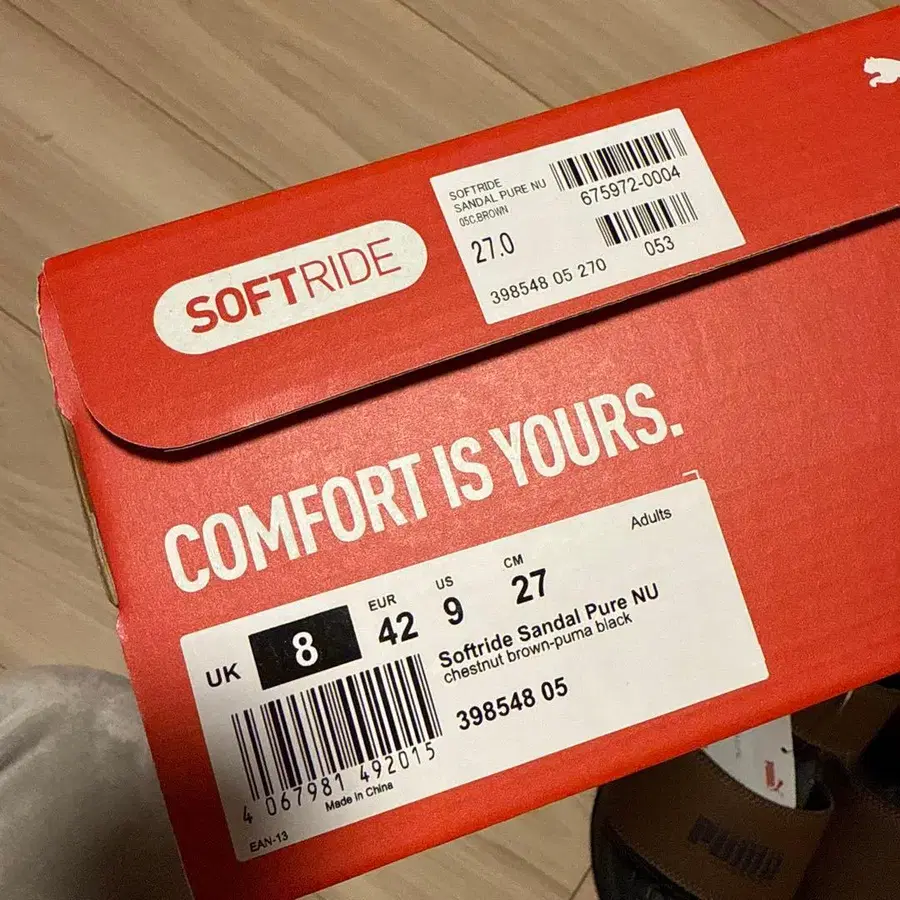 SOFTRIDE
SANDAL PURE NU
05C.BROWN
675972-0004
27.0
053
398548 05 270
SOFTRIDE
COMFORT IS YOURS.
Adults
UK 8
EUR 42
US 9
CM 27
Softride Sandal Pure NU
chestnut brown-puma black
398548 05
4 067981 492015
Made in China
EAN-13
PUMA